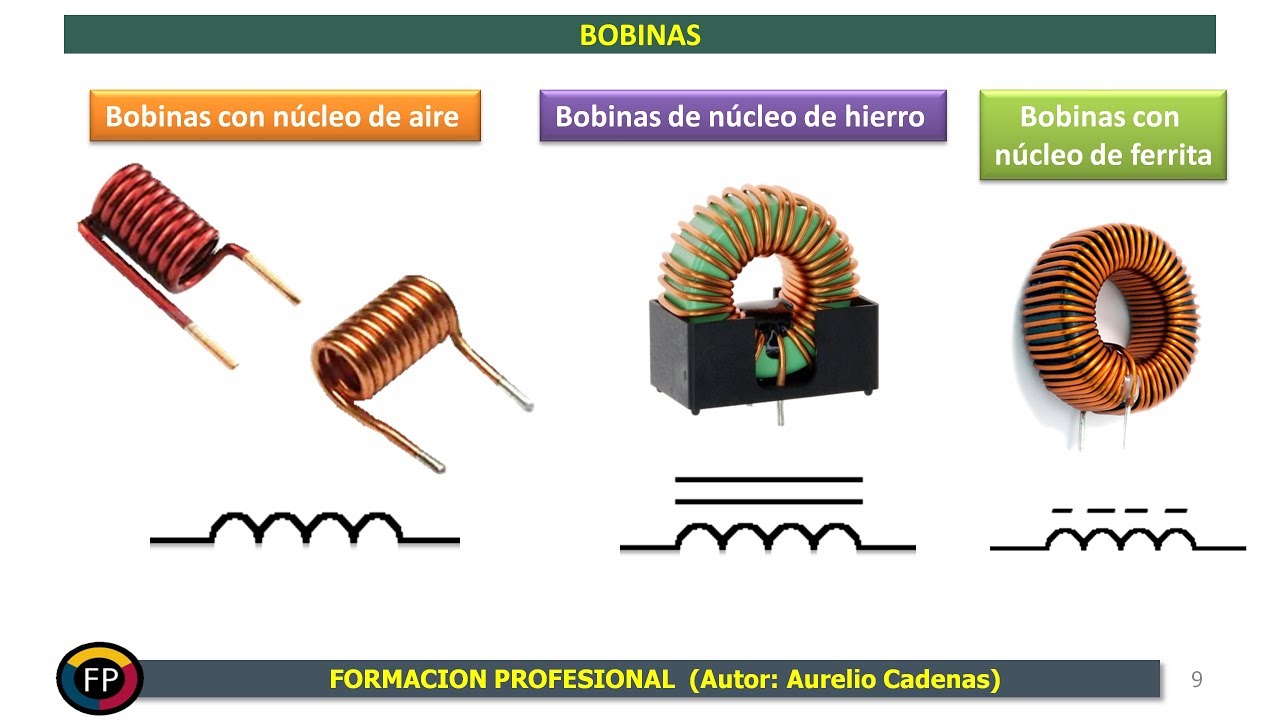 BOBINAS
Bobinas con núcleo de aire
Bobinas de núcleo de hierro
Bobinas con
núcleo de ferrita
FP
FORMACION PROFESIONAL (Autor: Aurelio Cadenas)
9